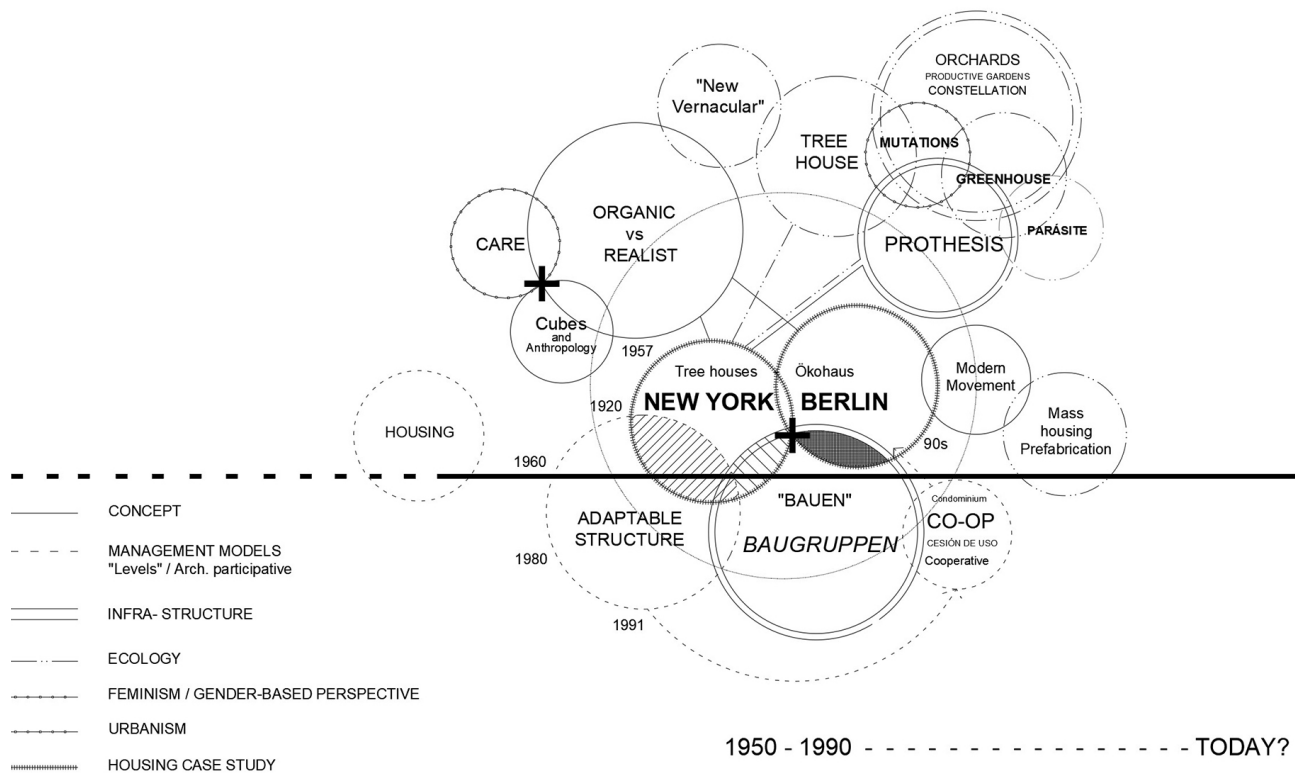 ORCHARDS
PRODUCTIVE GARDENS
CONSTELLATION
"New
Vernacular"
TREE
HOUSE
MUTATIONS
GREENHOUSE
PARÁSITE
PROTHESIS
ORGANIC
vs
REALIST
CARE
Cubes
and
Anthropology
1957
Tree houses
NEW YORK
Ökohaus
BERLIN
Modern
Movement
Mass
housing
Prefabrication
HOUSING
1920
90s
1960
"BAUEN"
BAUGRUPPEN
ADAPTABLE
STRUCTURE
Condominium
CO-OP
CESIÓN DE USO
Cooperative
1980
1991
CONCEPT
MANAGEMENT MODELS
"Levels" / Arch. participative
INFRA- STRUCTURE
ECOLOGY
FEMINISM / GENDER-BASED PERSPECTIVE
URBANISM
HOUSING CASE STUDY
1950 - 1990 - - - - - - - - - - - - - - - - - - - TODAY?